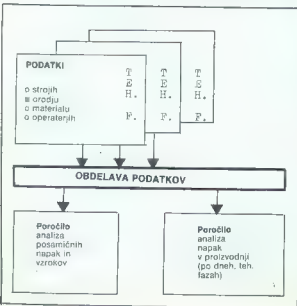 PODATKI
o strojih
o orodju
o materialu
o operaterjih
T T T
E E E
H. H. H.
F. F. F.
OBDELAVA PODATKOV
Poročilo
analiza
posamičnih
napak in
vzrokov
Poročilo
analiza
napak
v proizvodnji
(po dneh, teh.
fazah)